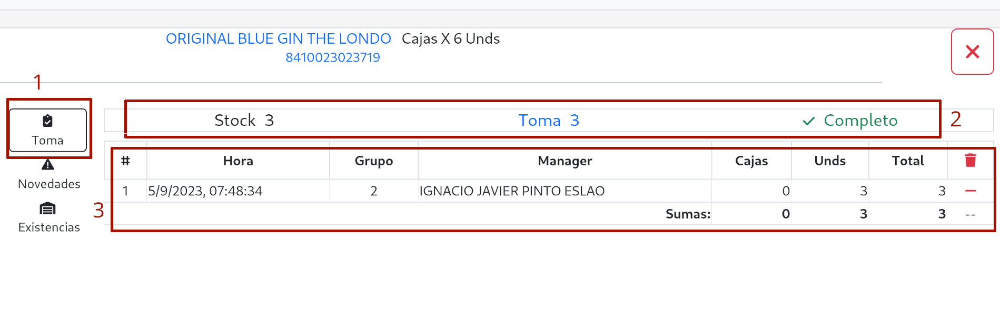 ORIGINAL BLUE GIN THE LONDO Cajas X 6 Unds
8410023023719
1
Toma
Novedades
Existencias
Stock 3 Toma 3 Completo
2
3
# Hora Grupo Manager Cajas Unds Total
1 5/9/2023, 07:48:34 2 IGNACIO JAVIER PINTO ESLAO 0 3 3
Sumas: 0 3 3 --